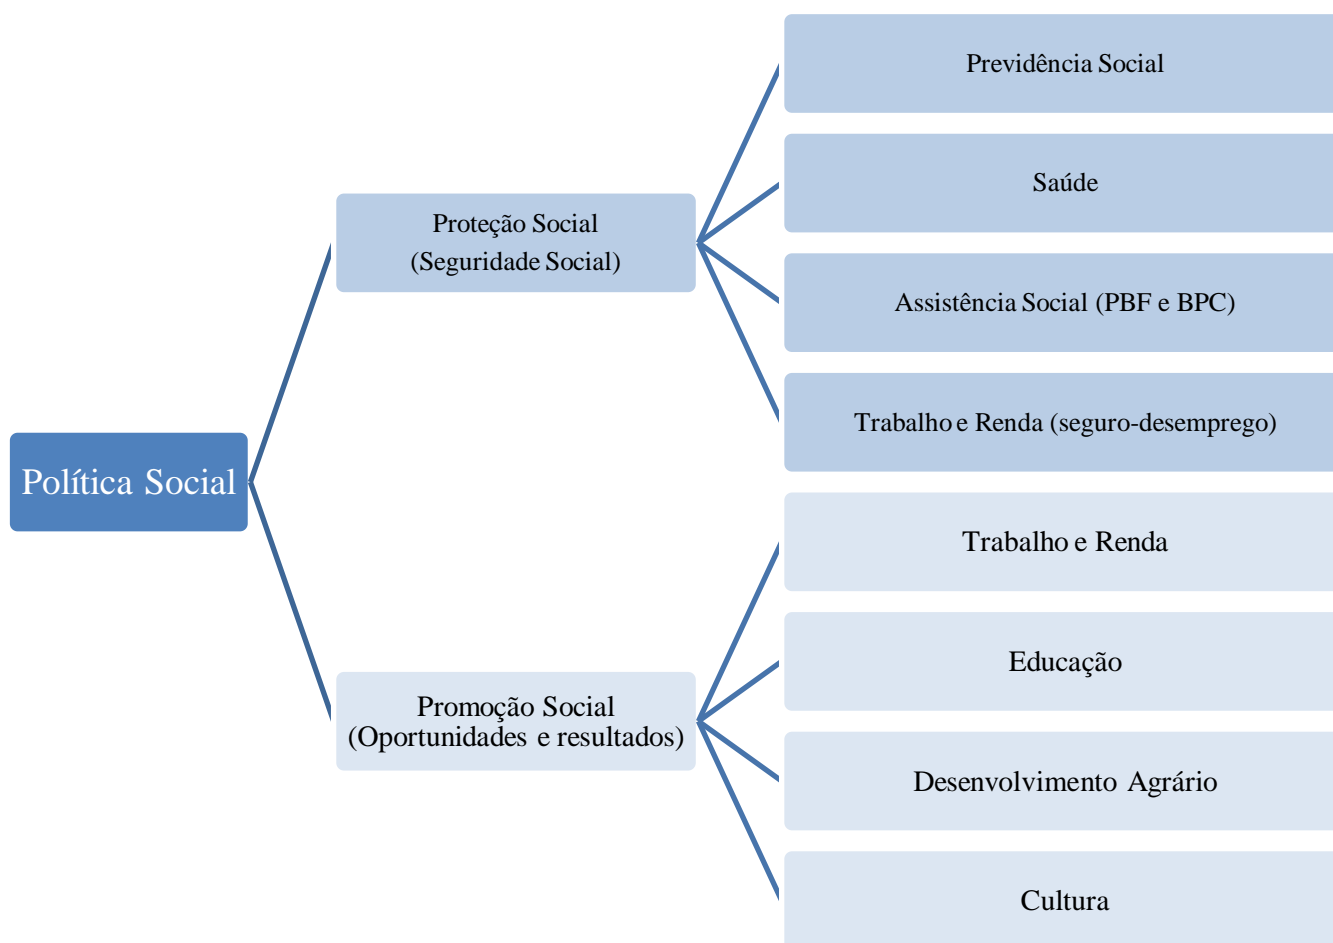 Política Social
Proteção Social
(Seguridade Social)
Previdência Social
Saúde
Assistência Social (PBF e BPC)
Trabalho e Renda (seguro-desemprego)
Promoção Social
(Oportunidades e resultados)
Trabalho e Renda
Educação
Desenvolvimento Agrário
Cultura